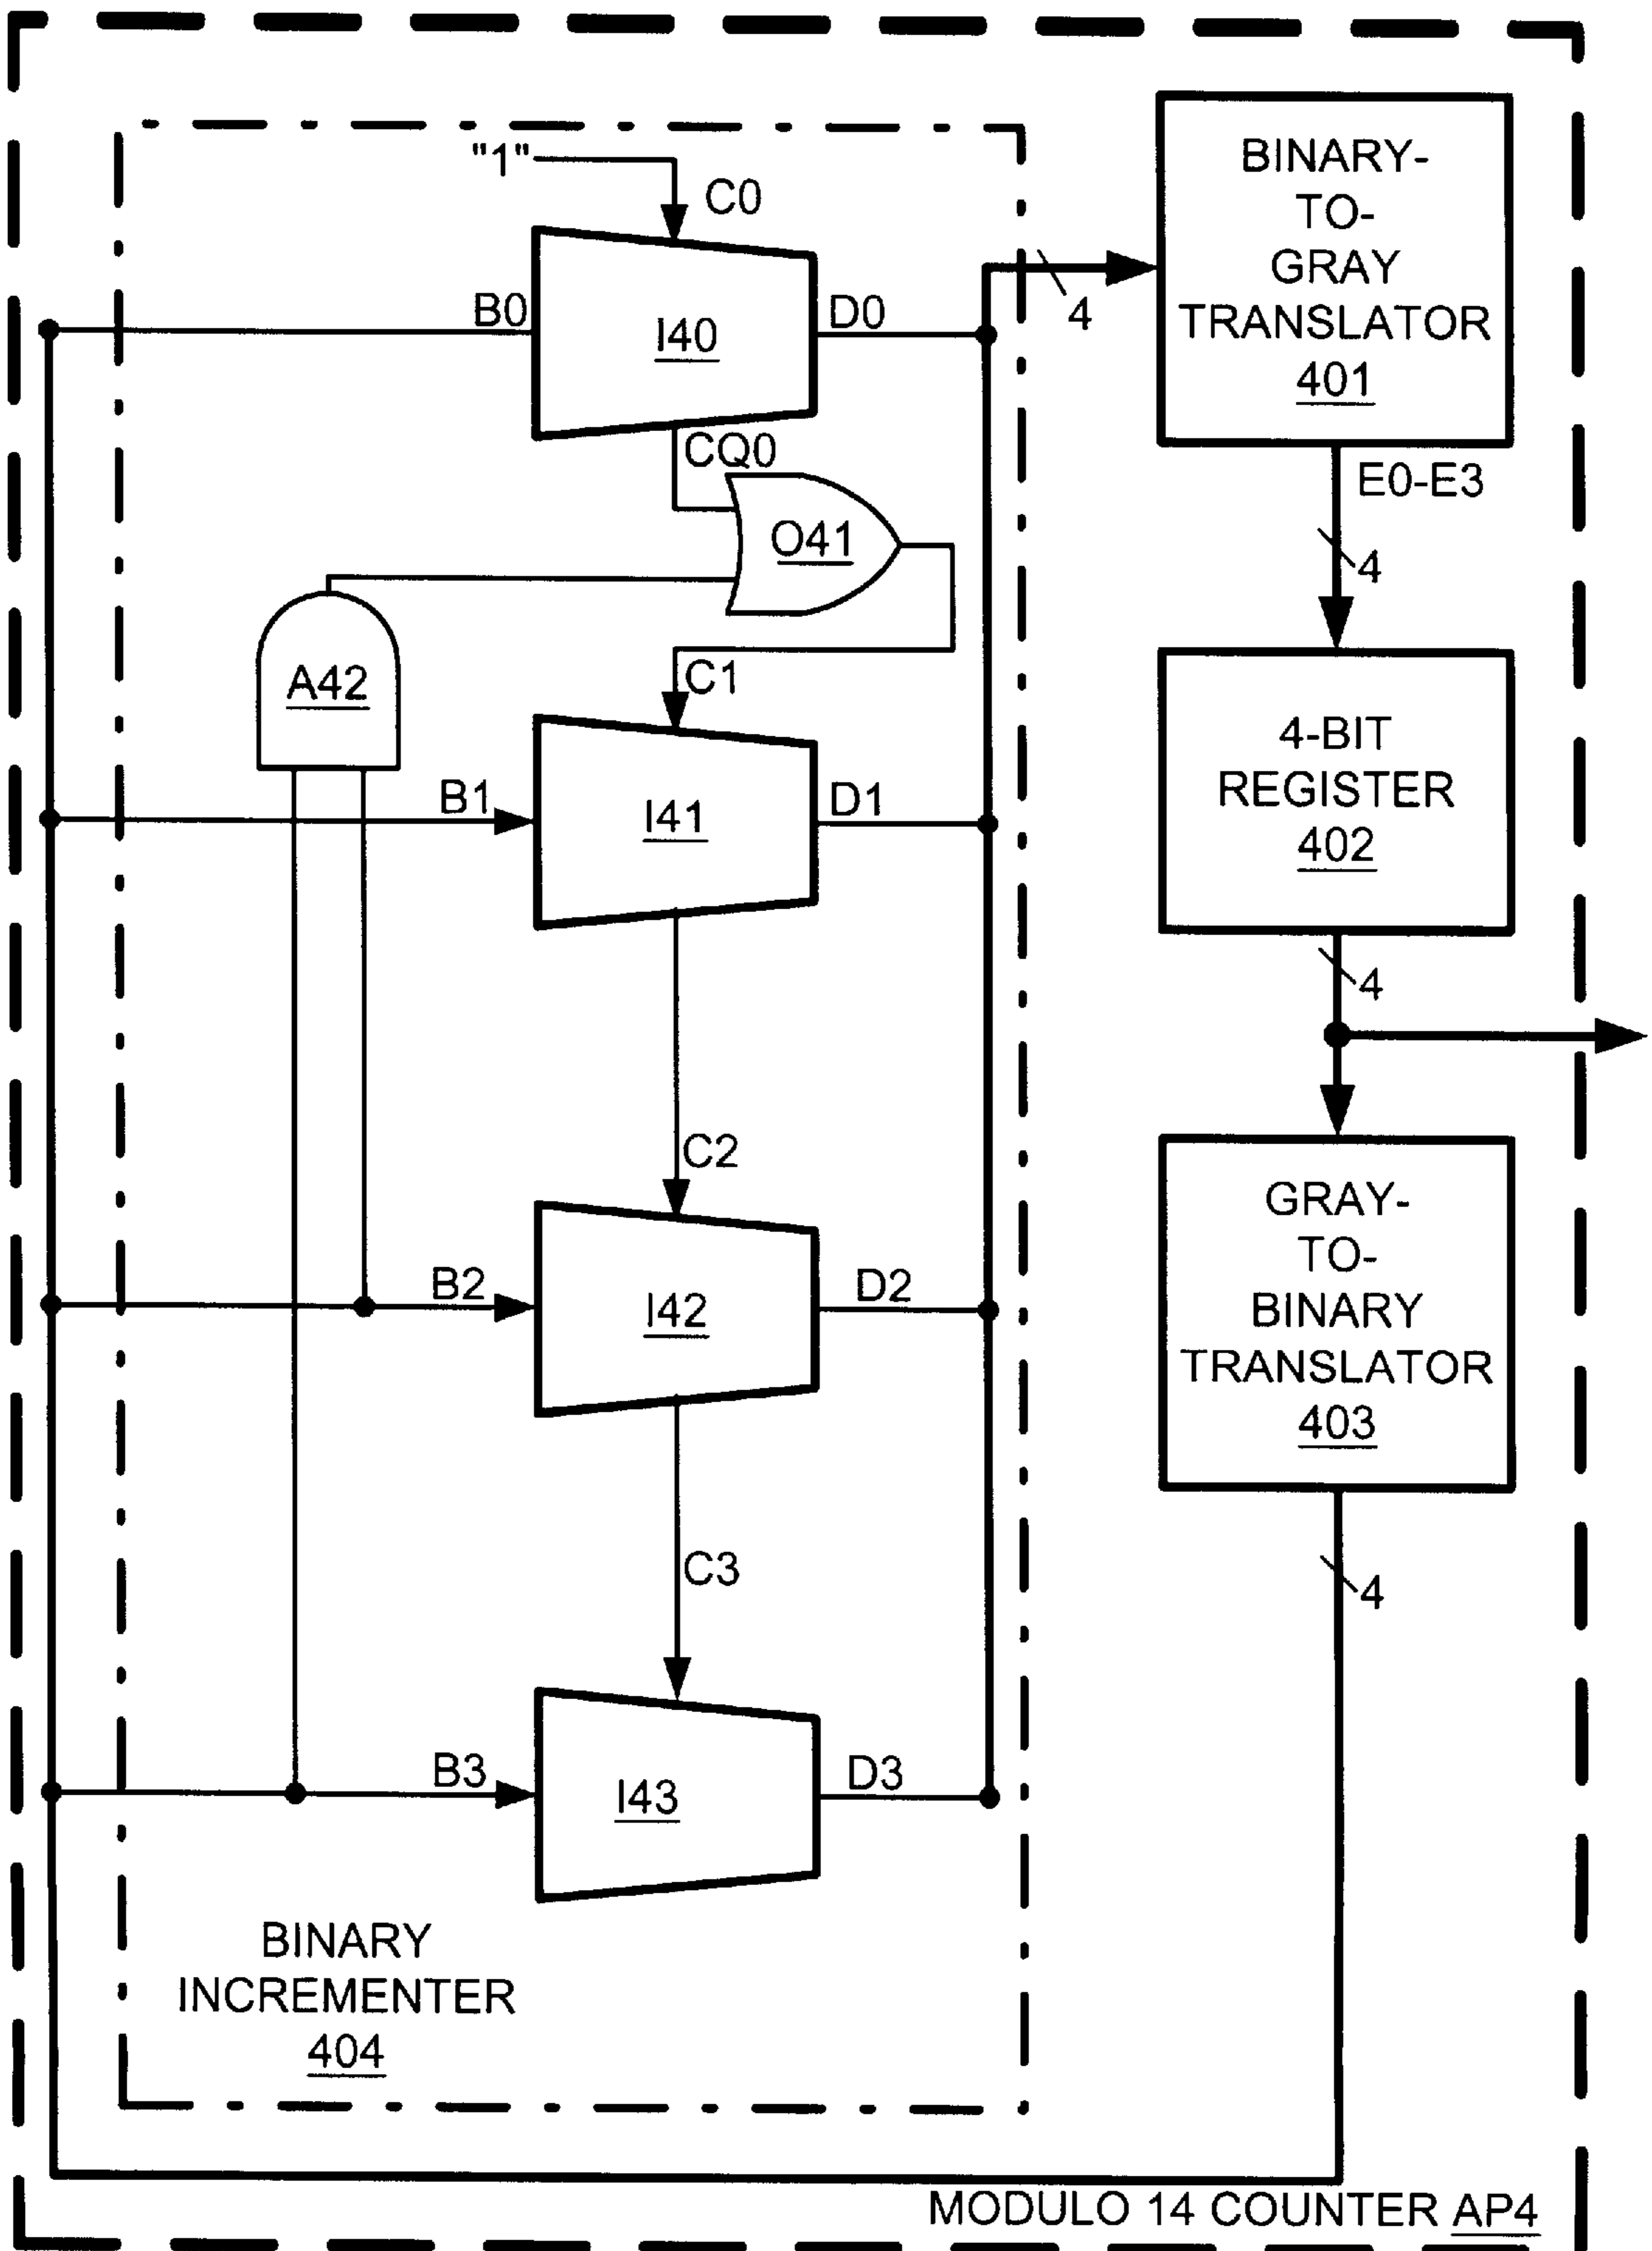 "1"
C0
B0
I40
D0
4
BINARY-
TO-
GRAY
TRANSLATOR
401
CQ0
E0-E3
O41
4
A42
C1
B1
I41
D1
4-BIT
REGISTER
402
4
C2
B2
I42
D2
GRAY-
TO-
BINARY
TRANSLATOR
403
C3
4
B3
I43
D3
BINARY
INCREMENTER
404
MODULO 14 COUNTER AP4